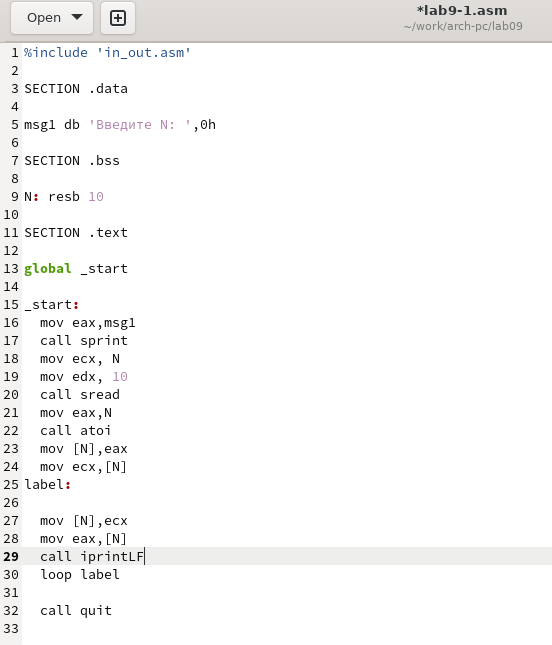 Open
*lab9-1.asm
~/work/arch-pc/lab09
1 %include 'in_out.asm'
2
3 SECTION .data
4
5 msg1 db 'Введите N: ',0h
6
7 SECTION .bss
8
9 N: resb 10
10
11 SECTION .text
12
13 global _start
14
15 _start:
16 mov eax,msg1
17 call sprint
18 mov ecx, N
19 mov edx, 10
20 call sread
21 mov eax,N
22 call atoi
23 mov [N],eax
24 mov ecx,[N]
25 label:
26
27 mov [N],ecx
28 mov eax,[N]
29 call iprintLF
30 loop label
31
32 call quit
33